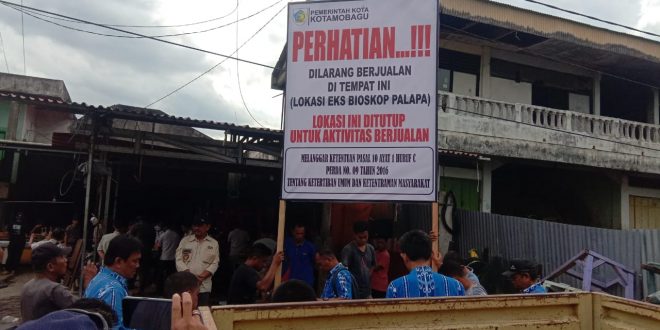 PEMERINTAH KOTA
KOTAMOBAGU
PERHATIAN...!!!
DILARANG BERJUALAN
DI TEMPAT INI
(LOKASI EKS BIOSKOP PALAPA)
LOKASI INI DITUTUP
UNTUK AKTIVITAS BERJUALAN
MELANGGAR KETENTUAN PASAL 10 AYAT 1 HURUF C
PERDA NO. 09 TAHUN 2016
TENTANG KETERTIBAN UMUM DAN KETENTRAMAN MASYARAKAT